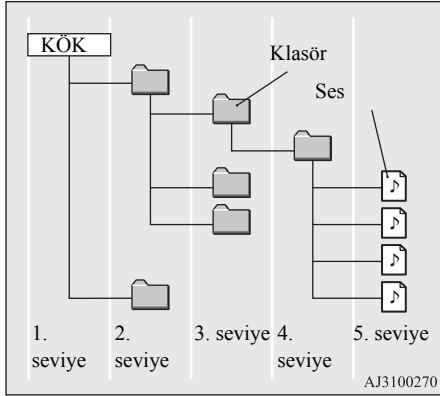 KÖK
Klasör
Ses
1.
seviye
2.
seviye
3. seviye
4.
seviye
5. seviye
AJ3100270